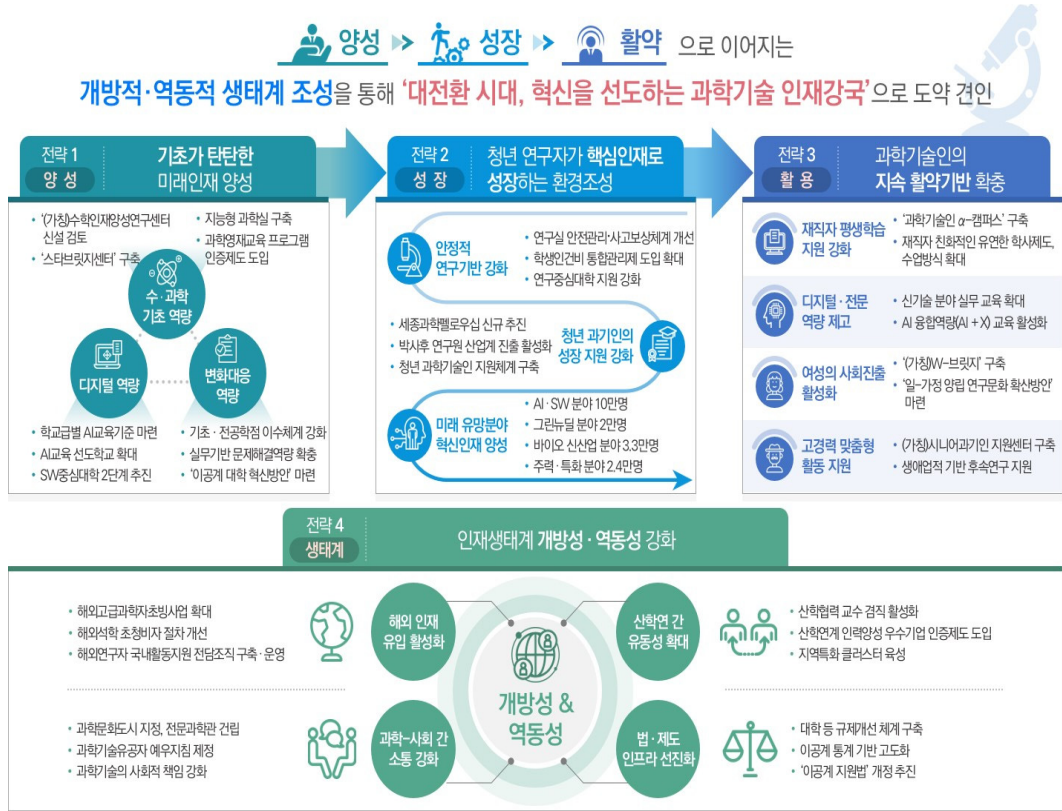 양성 성장 활약 으로 이어지는
개방적·역동적 생태계 조성을 통해 ‘대전환 시대, 혁신을 선도하는 과학기술 인재강국’으로 도약 견인
전략 1
양 성
기초가 탄탄한
미래인재 양성
• ‘(가칭)수학인재양성연구센터
신설 검토
• ‘스타브릿지센터’ 구축
• 지능형 과학실 구축
• 과학영재교육 프로그램
인증제도 도입
수·과학
기초 역량
디지털 역량
변화대응
역량
• 학교급별 AI교육기준 마련
• AI교육 선도학교 확대
• SW중심대학 2단계 추진
• 기초·전공학점 이수체계 강화
• 실무기반 문제해결역량 확충
• ‘이공계 대학 혁신방안’ 마련
전략 2
성 장
청년 연구자가 핵심인재로
성장하는 환경조성
안정적
연구기반 강화
• 연구실 안전관리·사고보상체계 개선
• 학생인건비 통합관리제 도입 확대
• 연구중심대학 지원 강화
• 세종과학펠로우십 신규 추진
• 박사후 연구원 산업계 진출 활성화
• 청년 과학기술인 지원체계 구축
청년 과기인의
성장 지원 강화
미래 유망분야
혁신인재 양성
• AI·SW 분야 10만명
• 그린뉴딜 분야 2만명
• 바이오 신산업 분야 3.3만명
• 주력·특화 분야 2.4만명
전략 3
활 용
과학기술인의
지속 활약기반 확충
재직자 평생학습
지원 강화
• ‘과학기술인 α-캠퍼스’ 구축
• 재직자 친화적인 유연한 학사제도,
수업방식 확대
디지털·전문
역량 제고
• 신기술 분야 실무 교육 확대
• AI 융합역량(AI + X) 교육 활성화
여성의 사회진출
활성화
• ‘(가칭)W-브릿지’ 구축
• ‘일-가정 양립 연구문화 확산방안’
마련
고경력 맞춤형
활동 지원
• (가칭)시니어과기인 지원센터 구축
• 생애업적 기반 후속연구 지원
전략 4
생태계
인재생태계 개방성·역동성 강화
• 해외고급과학자초빙사업 확대
• 해외석학 초청비자 절차 개선
• 해외연구자 국내활동지원 전담조직 구축·운영
해외 인재
유입 활성화
산학연 간
유동성 확대
• 산학협력 교수 겸직 활성화
• 산학연계 인력양성 우수기업 인증제도 도입
• 지역특화 클러스터 육성
개방성 &
역동성
• 과학문화도시 지정, 전문과학관 건립
• 과학기술유공자 예우지침 제정
• 과학기술의 사회적 책임 강화
과학-사회 간
소통 강화
법·제도
인프라 선진화
• 대학 등 규제개선 체계 구축
• 이공계 통계 기반 고도화
• ‘이공계 지원법’ 개정 추진